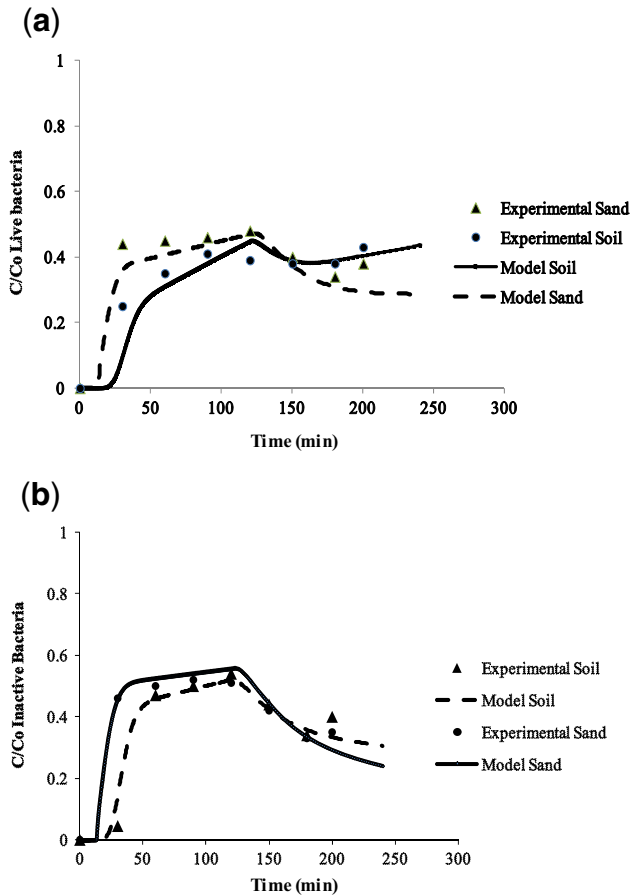 (a)
1
0.8
0.6
0.4
0.2
0
C/Co Live bacteria
0
50
100
150
200
250
300
Time (min)
Experimental Sand
Experimental Soil
Model Soil
Model Sand
(b)
1
0.8
0.6
0.4
0.2
0
C/Co Inactive Bacteria
0
50
100
150
200
250
300
Time (min)
Experimental Soil
Model Soil
Experimental Sand
Model Sand